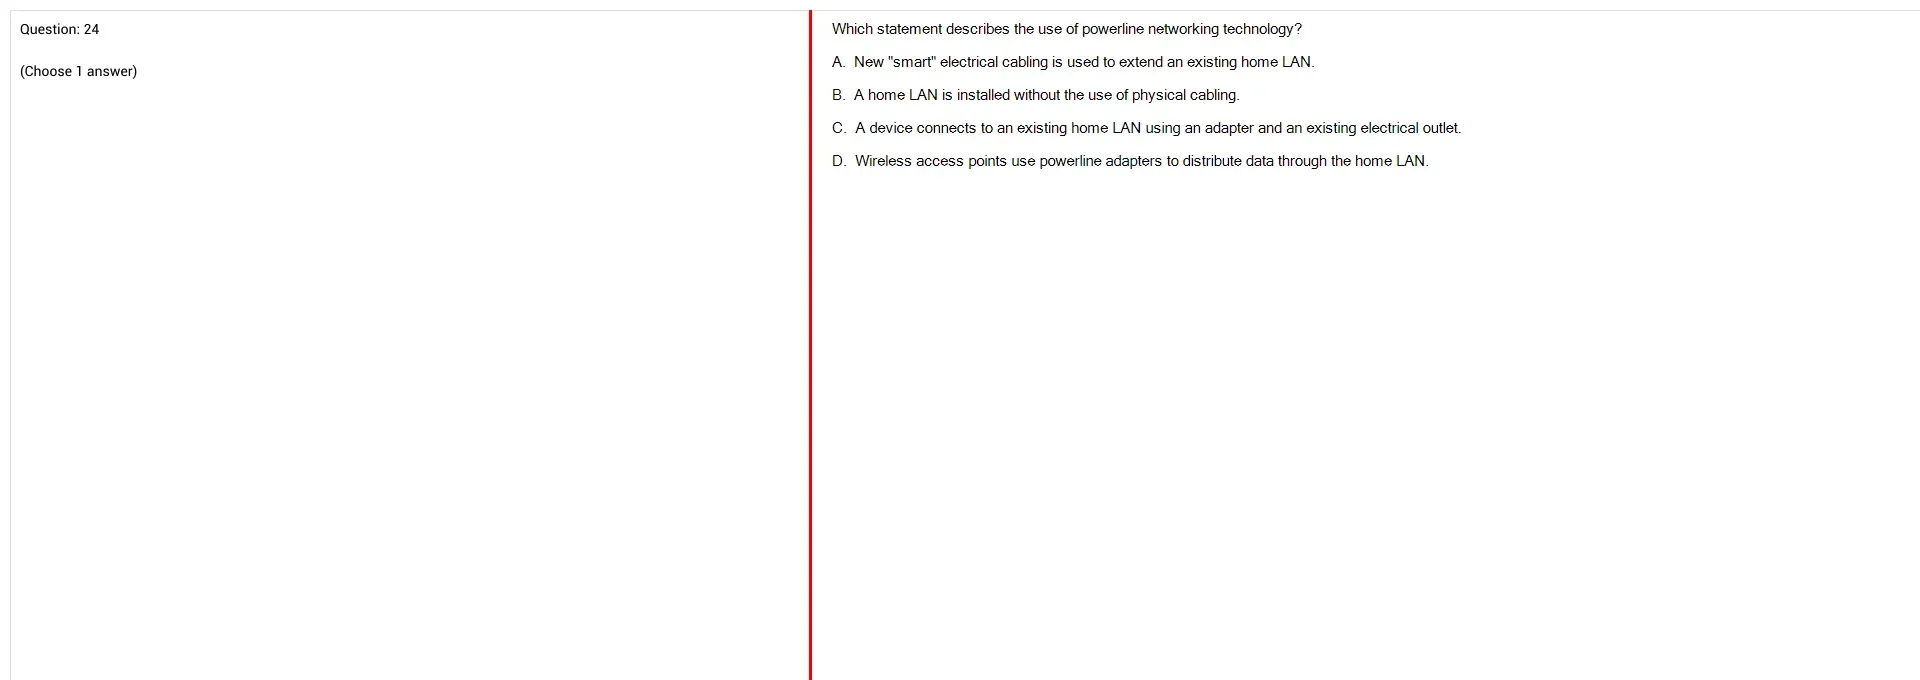 Question: 24
(Choose 1 answer)
Which statement describes the use of powerline networking technology?
A. New "smart" electrical cabling is used to extend an existing home LAN.
B. A home LAN is installed without the use of physical cabling.
C. A device connects to an existing home LAN using an adapter and an existing electrical outlet.
D. Wireless access points use powerline adapters to distribute data through the home LAN.